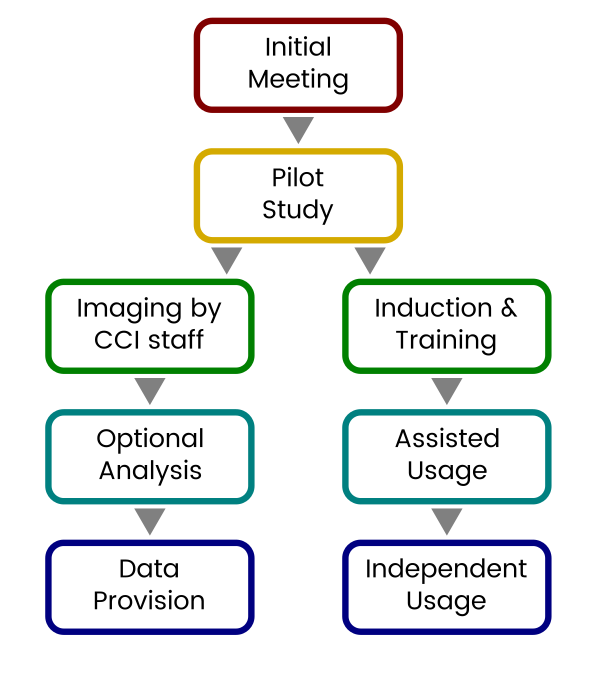 Initial
Meeting
Pilot
Study
Imaging by
CCI staff
Induction &
Training
Optional
Analysis
Assisted
Usage
Data
Provision
Independent
Usage